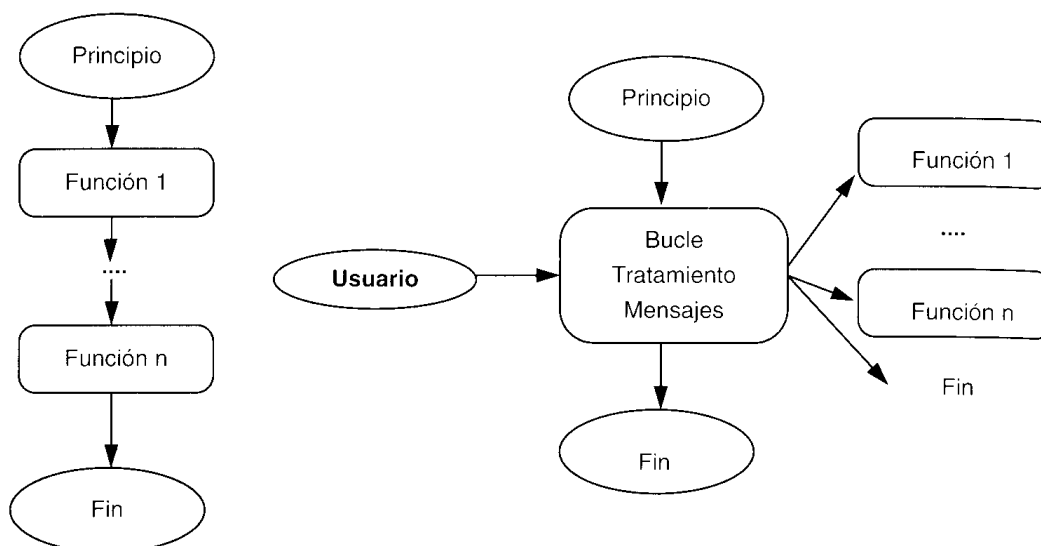 Principio
Función 1
....
Función n
Fin
Principio
Usuario
Bucle
Tratamiento
Mensajes
Fin
Función 1
....
Función n
Fin